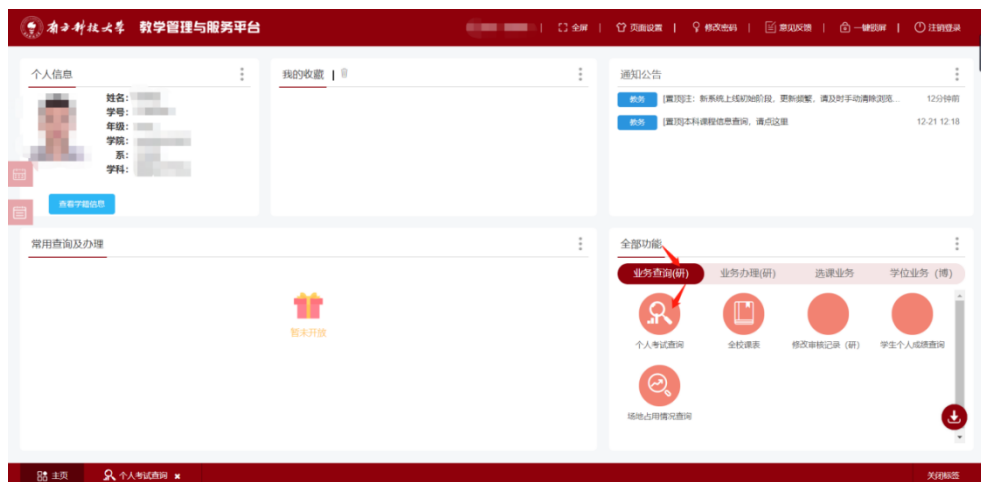 南方科技大学 教学管理与服务平台
全屏 | 页面设置 | 修改密码 | 意见反馈 | 一键锁屏 | 注销登录
个人信息
姓名:
学号:
年级:
学院:
系:
学科:
查看学籍信息
我的收藏 |
通知公告
教务 [置顶]注：新系统上线初始阶段，更新频繁，请及时手动清除浏览... 12分钟前
教务 [置顶]本科课程信息查询，请点这里 12-21 12:18
常用查询及办理
暂未开放
全部功能
业务查询(研) 业务办理(研) 选课业务 学位业务（博）
个人考试查询 全校课表 修改审核记录（研） 学生个人成绩查询
场地占用情况查询
主页 个人考试查询 × 关闭标签